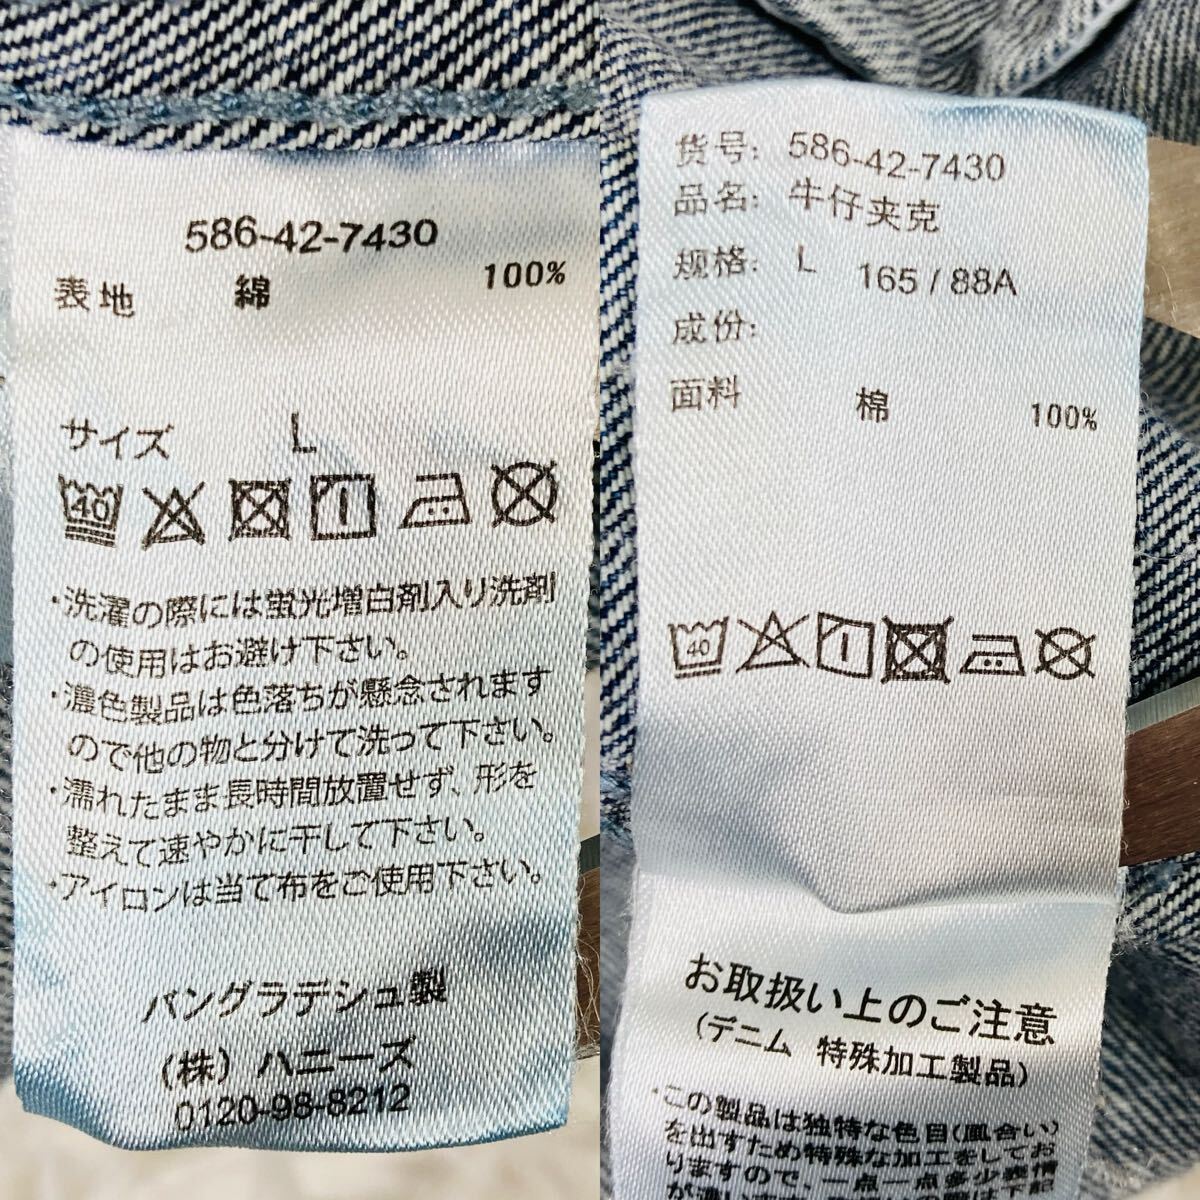 586-42-7430
表地 綿 100%
サイズ L
40
・洗濯の際には蛍光増白剤入り洗剤
の使用はお避け下さい。
・濃色製品は色落ちが懸念されます
ので他の物と分けて洗って下さい。
・濡れたまま長時間放置せず、形を
整えて速やかに干して下さい。
・アイロンは当て布をご使用下さい。
バングラデシュ製
(株) ハニーズ
0120-98-8212
货号: 586-42-7430
品名: 牛仔夹克
规格: L 165 / 88A
成份:
面料 棉 100%
40
お取扱い上のご注意
(デニム 特殊加工製品)
・この製品は独特な色目(風合い)
を出すため特殊な加工をしてお
りますので、一点一点多少表情